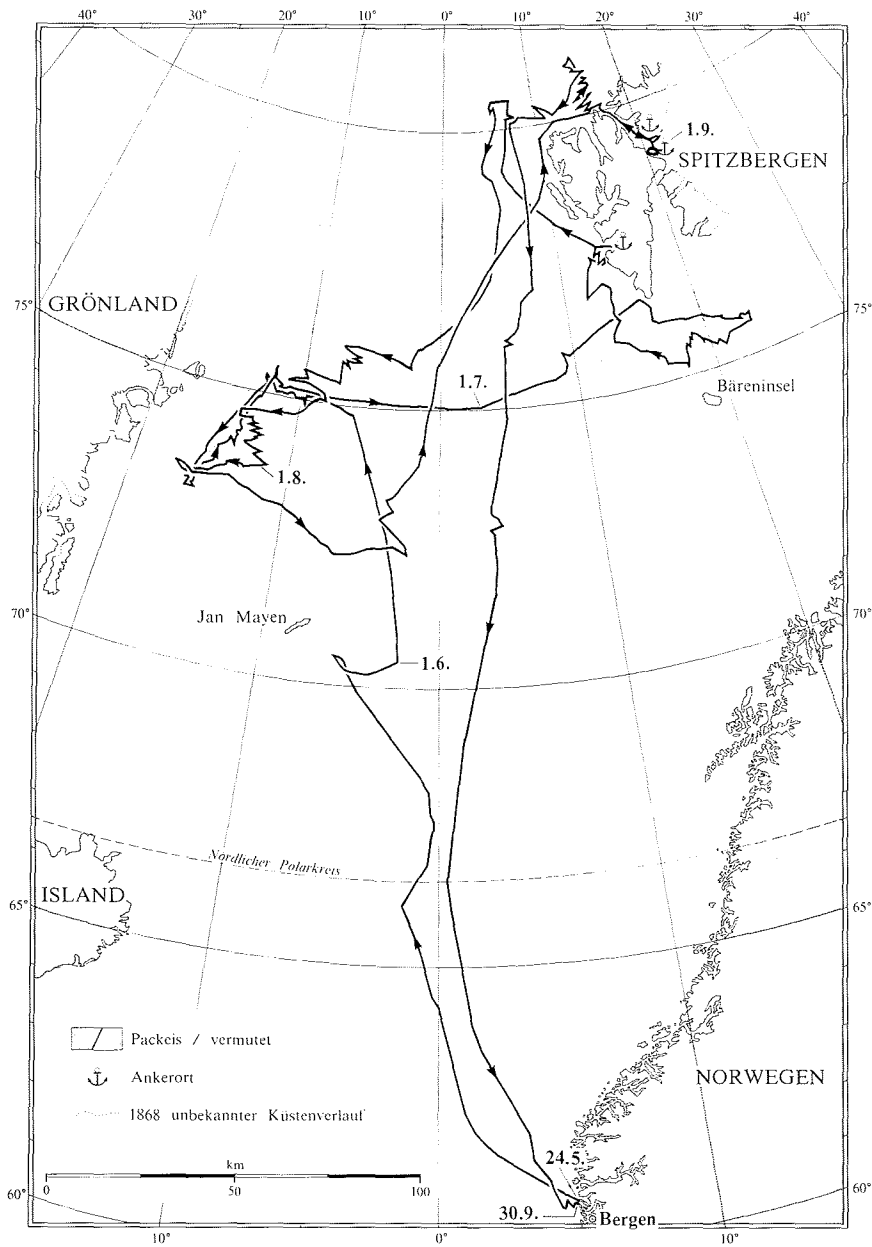 40° 30° 20° 10° 0° 10° 20° 30° 40°
1.9.
SPITZBERGEN
75°
GRÖNLAND
75°
1.7.
Bäreninsel
1.8.
70°
Jan Mayen
70°
1.6.
Nördlicher Polarkreis
ISLAND
65°
65°
Packeis / vermutet
Ankerort
NORWEGEN
1868 unbekannter Küstenverlauf
km
24.5.
0 50 100
60°
60°
30.9.
Bergen
10° 0° 10°